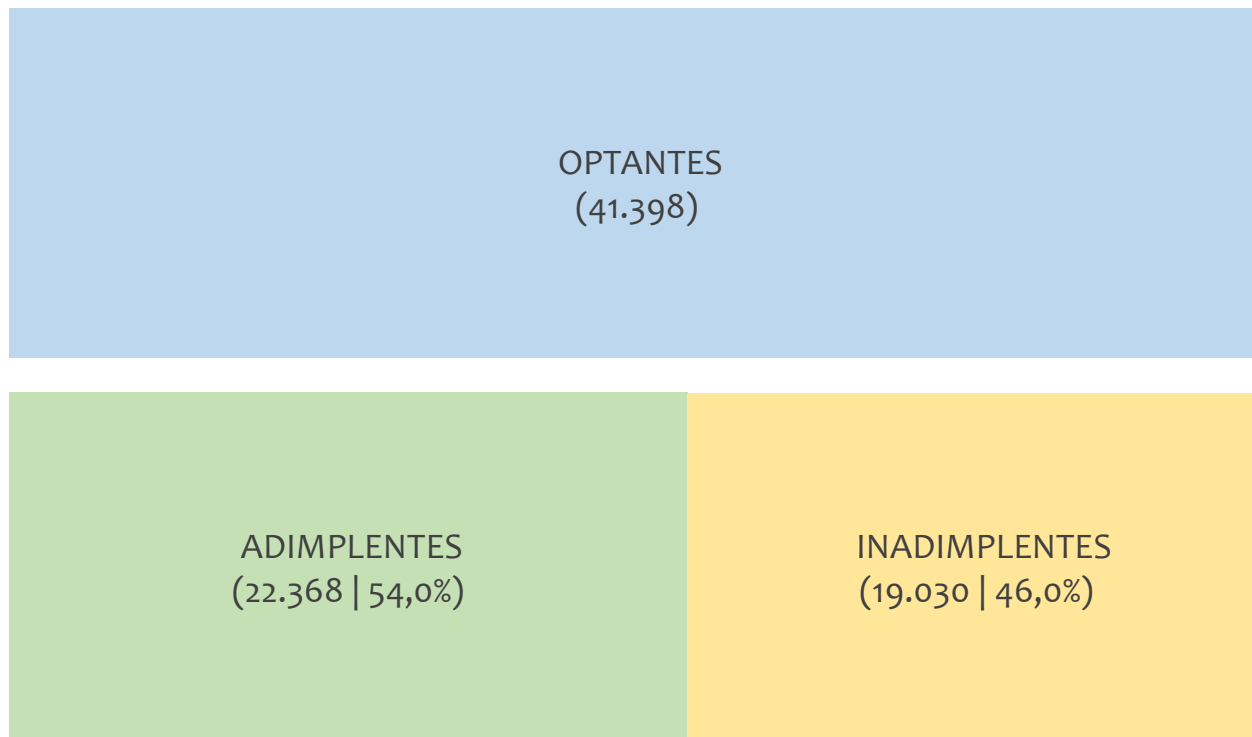 OPTANTES
(41.398)
ADIMPLENTES
(22.368 | 54,0%)
INADIMPLENTES
(19.030 | 46,0%)